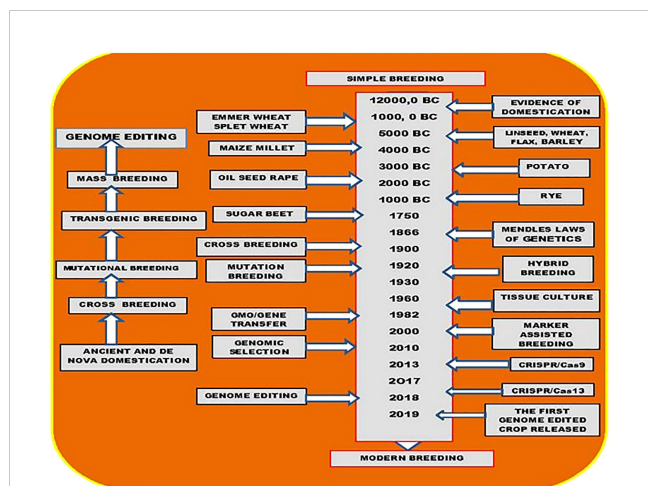 SIMPLE BREEDING
GENOME EDITING
MASS BREEDING
TRANSGENIC BREEDING
MUTATIONAL BREEDING
CROSS BREEDING
ANCIENT AND DE
NOVA DOMESTICATION
EMMER WHEAT
SPLET WHEAT
MAIZE MILLET
OIL SEED RAPE
SUGAR BEET
CROSS BREEDING
MUTATION
BREEDING
GMO/GENE
TRANSFER
GENOMIC
SELECTION
GENOME EDITING
12000,0 BC
1000, 0 BC
5000 BC
4000 BC
3000 BC
2000 BC
1000 BC
1750
1866
1900
1920
1930
1960
1982
2000
2010
2013
2O17
2018
2019
EVIDENCE OF
DOMESTICATION
LINSEED, WHEAT,
FLAX, BARLEY
POTATO
RYE
MENDLES LAWS
OF GENETICS
HYBRID
BREEDING
TISSUE CULTURE
MARKER
ASSISTED
BREEDING
CRISPR/Cas9
CRISPR/Cas13
THE FIRST
GENOME EDITED
CROP RELEASED
MODERN BREEDING